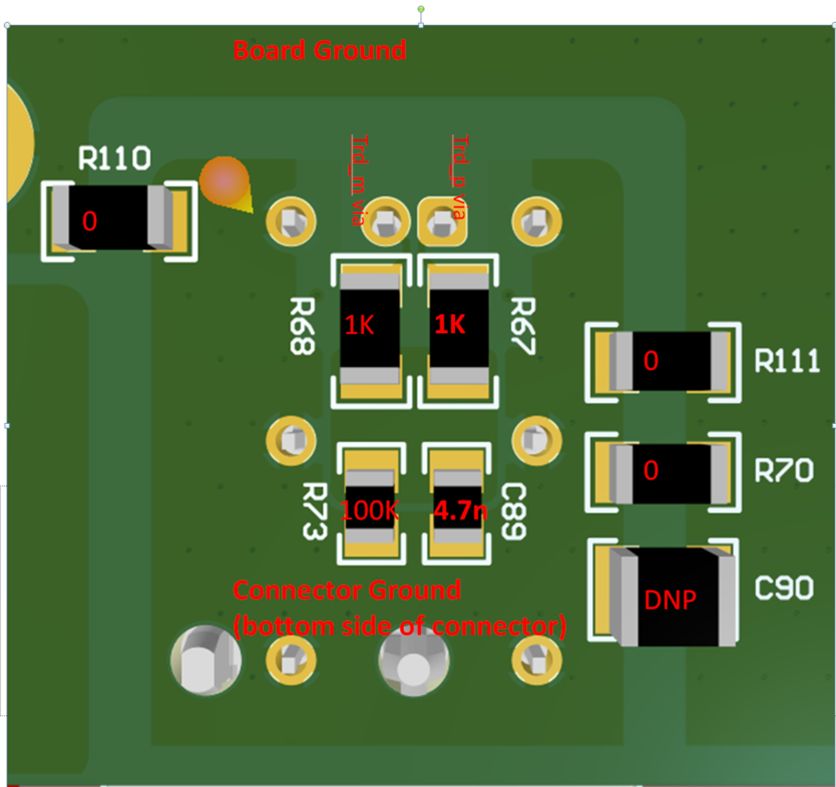 Board Ground
Trd_m via
Trd_p via
R110
0
R68
1K
1K
R67
0
R111
0
R70
R73
100K
4.7n
C89
DNP
C90
Connector Ground
(bottom side of connector)